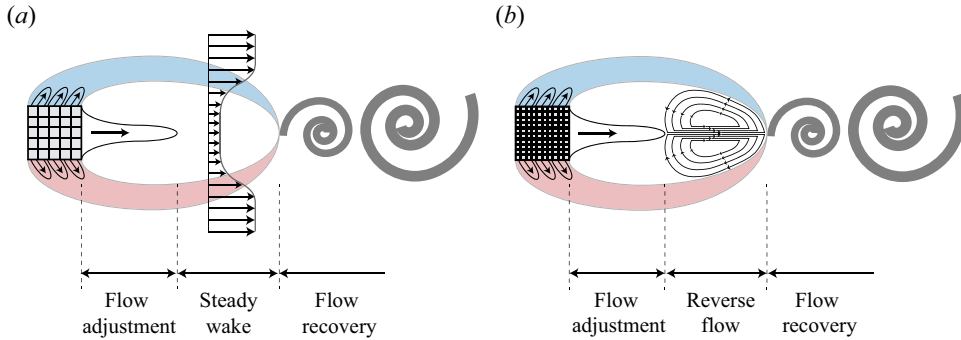 (a)
(b)
Flow
adjustment
Steady
wake
Flow
recovery
Flow
adjustment
Reverse
flow
Flow
recovery